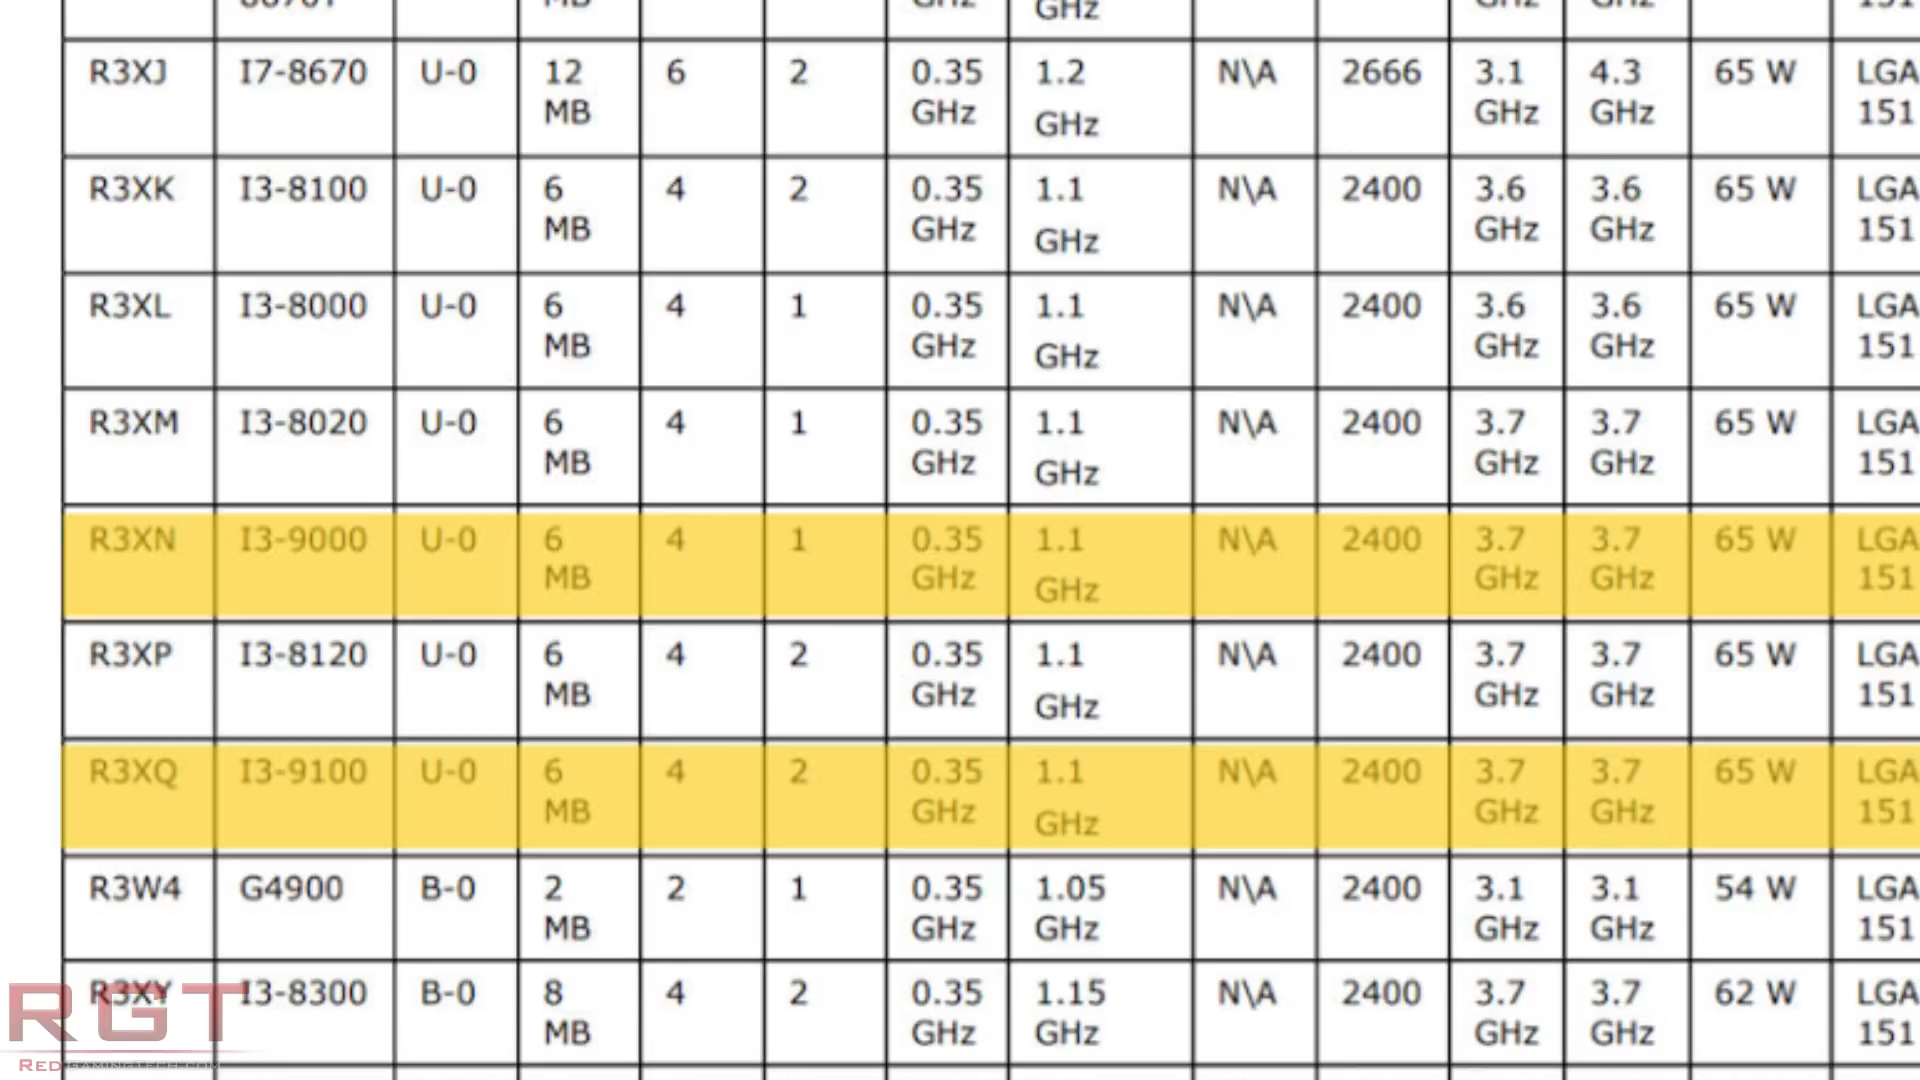 R3XJ I7-8670 U-0 12 MB 6 2 0.35 GHz 1.2 GHz N\A 2666 3.1 GHz 4.3 GHz 65 W LGA 151
R3XK I3-8100 U-0 6 MB 4 2 0.35 GHz 1.1 GHz N\A 2400 3.6 GHz 3.6 GHz 65 W LGA 151
R3XL I3-8000 U-0 6 MB 4 1 0.35 GHz 1.1 GHz N\A 2400 3.6 GHz 3.6 GHz 65 W LGA 151
R3XM I3-8020 U-0 6 MB 4 1 0.35 GHz 1.1 GHz N\A 2400 3.7 GHz 3.7 GHz 65 W LGA 151
R3XN I3-9000 U-0 6 MB 4 1 0.35 GHz 1.1 GHz N\A 2400 3.7 GHz 3.7 GHz 65 W LGA 151
R3XP I3-8120 U-0 6 MB 4 2 0.35 GHz 1.1 GHz N\A 2400 3.7 GHz 3.7 GHz 65 W LGA 151
R3XQ I3-9100 U-0 6 MB 4 2 0.35 GHz 1.1 GHz N\A 2400 3.7 GHz 3.7 GHz 65 W LGA 151
R3W4 G4900 B-0 2 MB 2 1 0.35 GHz 1.05 GHz N\A 2400 3.1 GHz 3.1 GHz 54 W LGA 151
R3XY I3-8300 B-0 8 MB 4 2 0.35 GHz 1.15 GHz N\A 2400 3.7 GHz 3.7 GHz 62 W LGA 151
RGT
REDGAMINGTECH.COM